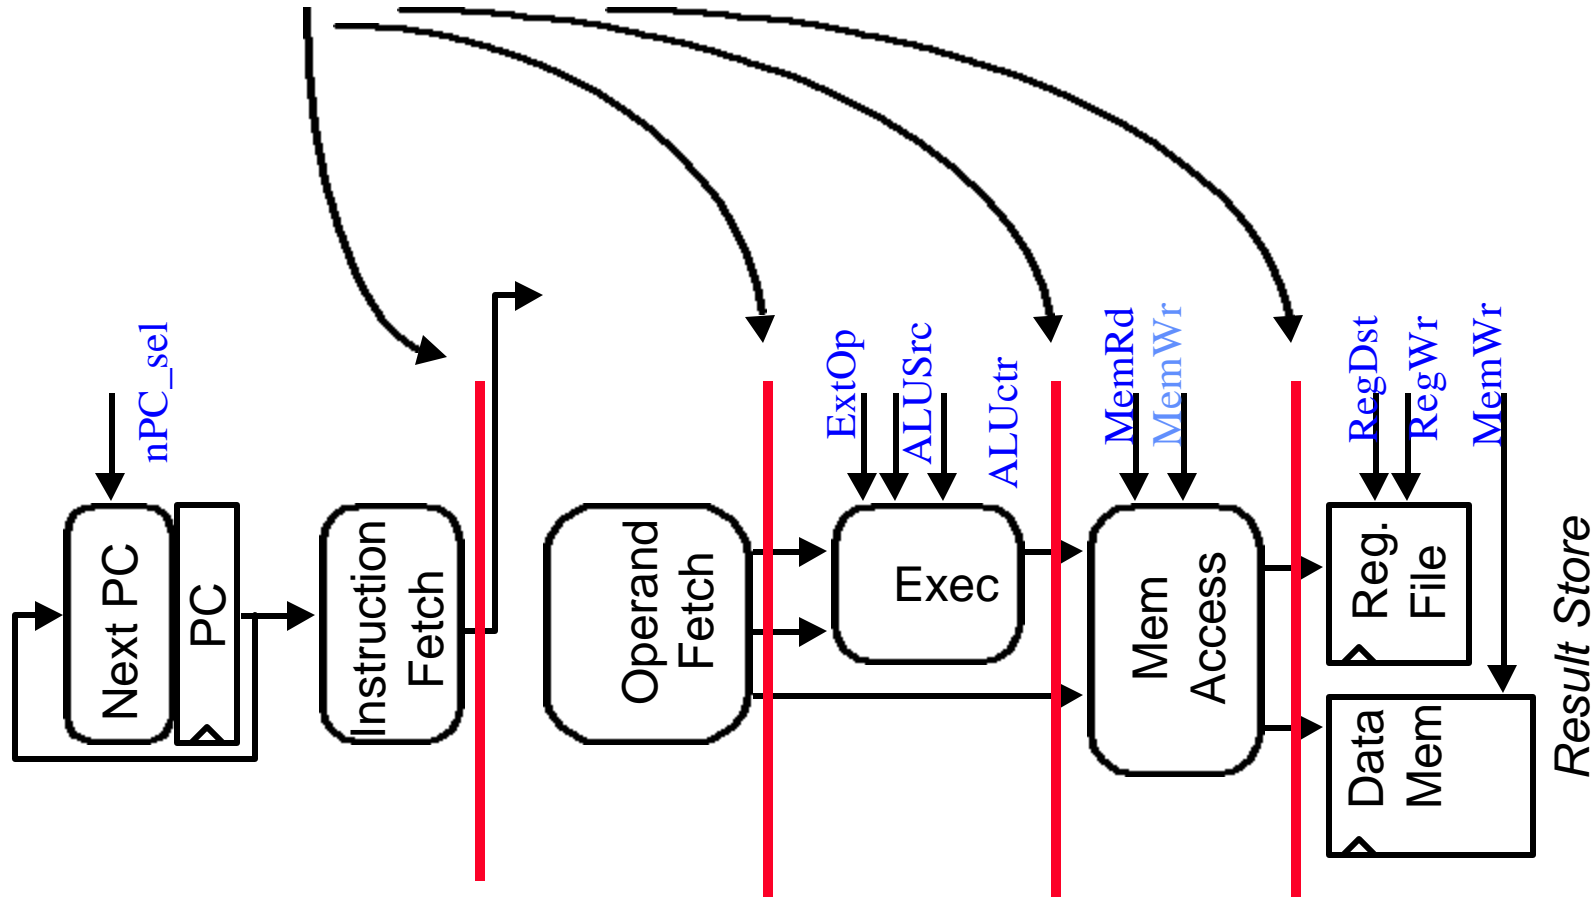 nPC_sel
Next PC
PC
Instruction
Fetch
Operand
Fetch
ExtOp
ALUSrc
ALUctr
Exec
MemRd
MemWr
Mem
Access
RegDst
RegWr
MemWr
Reg.
File
Data
Mem
Result Store